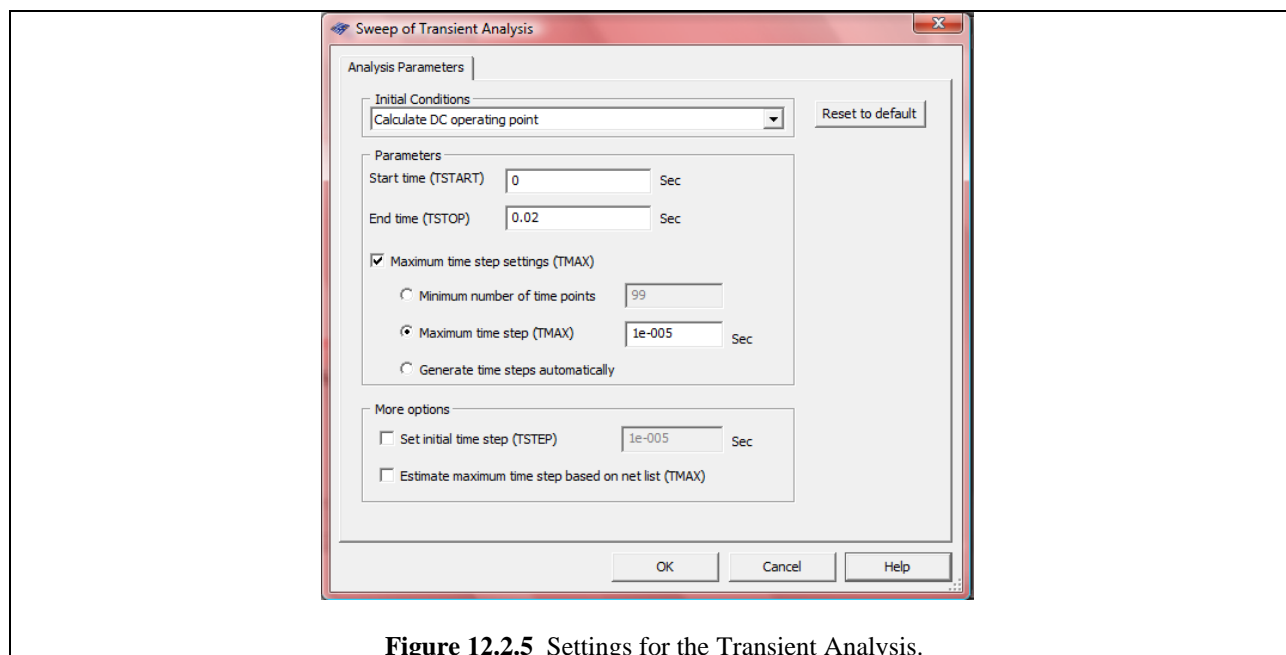 Sweep of Transient Analysis
Analysis Parameters
Initial Conditions
Calculate DC operating point
Reset to default
Parameters
Start time (TSTART) 0 Sec
End time (TSTOP) 0.02 Sec
Maximum time step settings (TMAX)
Minimum number of time points 99
Maximum time step (TMAX) 1e-005 Sec
Generate time steps automatically
More options
Set initial time step (TSTEP) 1e-005 Sec
Estimate maximum time step based on net list (TMAX)
OK Cancel Help
Figure 12.2.5 Settings for the Transient Analysis.